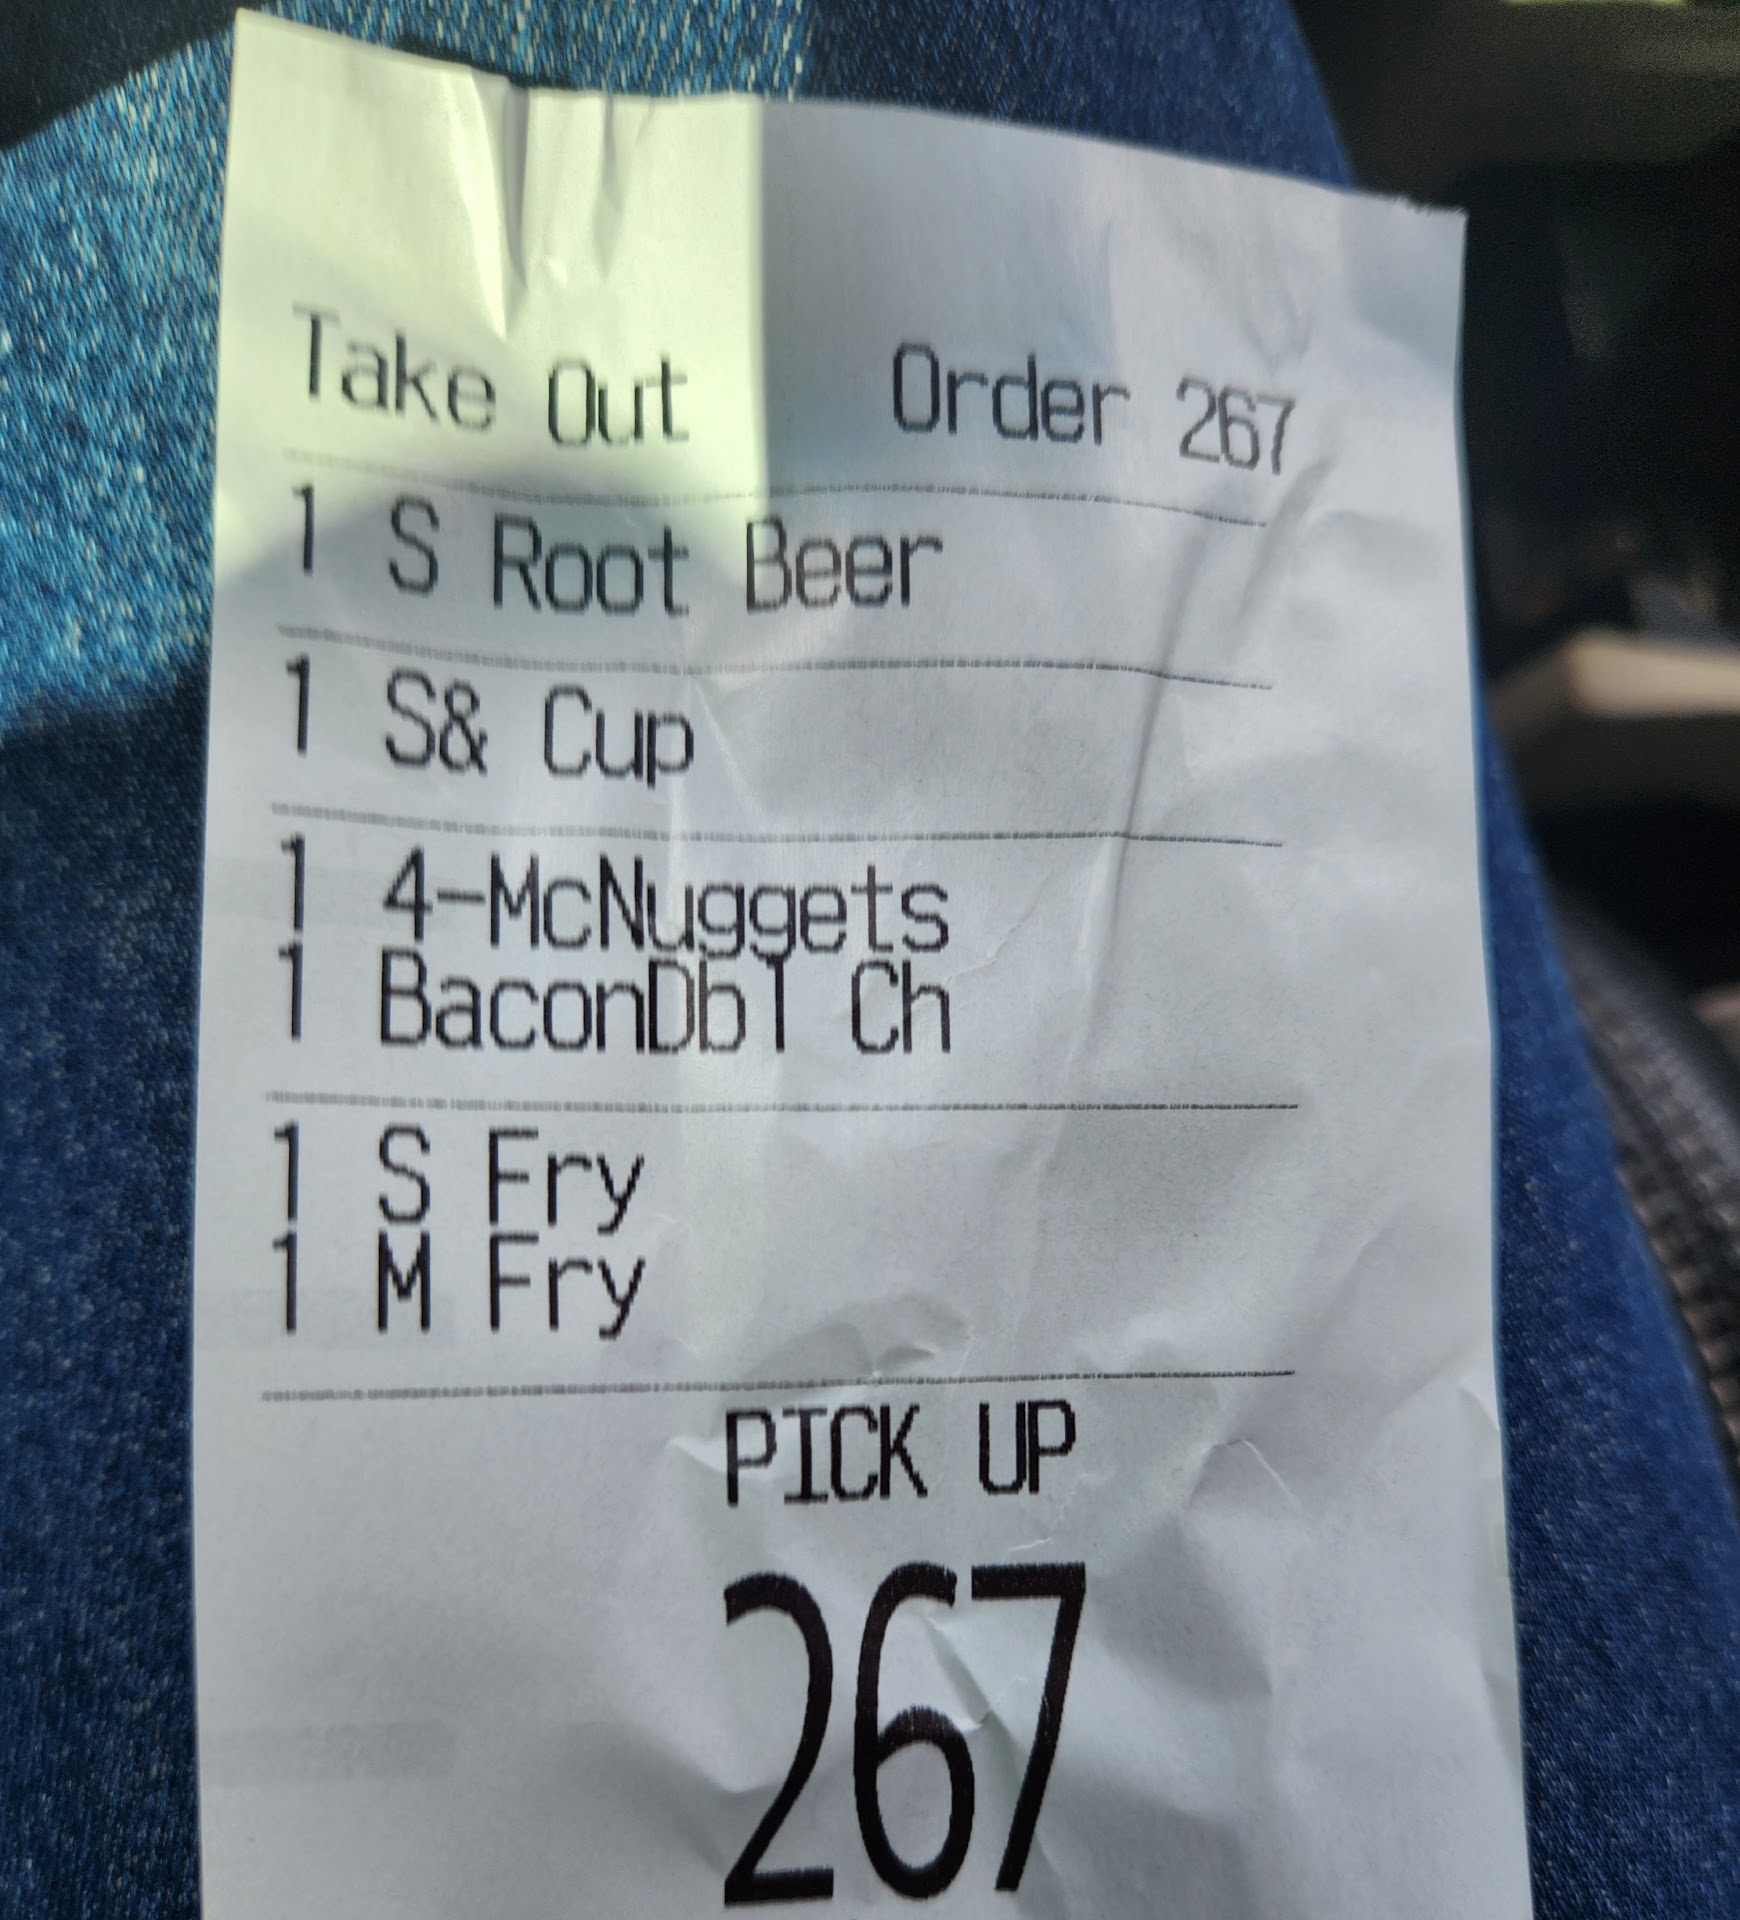 Take Out Order 267
1 S Root Beer
1 S& Cup
1 4-McNuggets
1 BaconDbl Ch
1 S Fry
1 M Fry
PICK UP
267